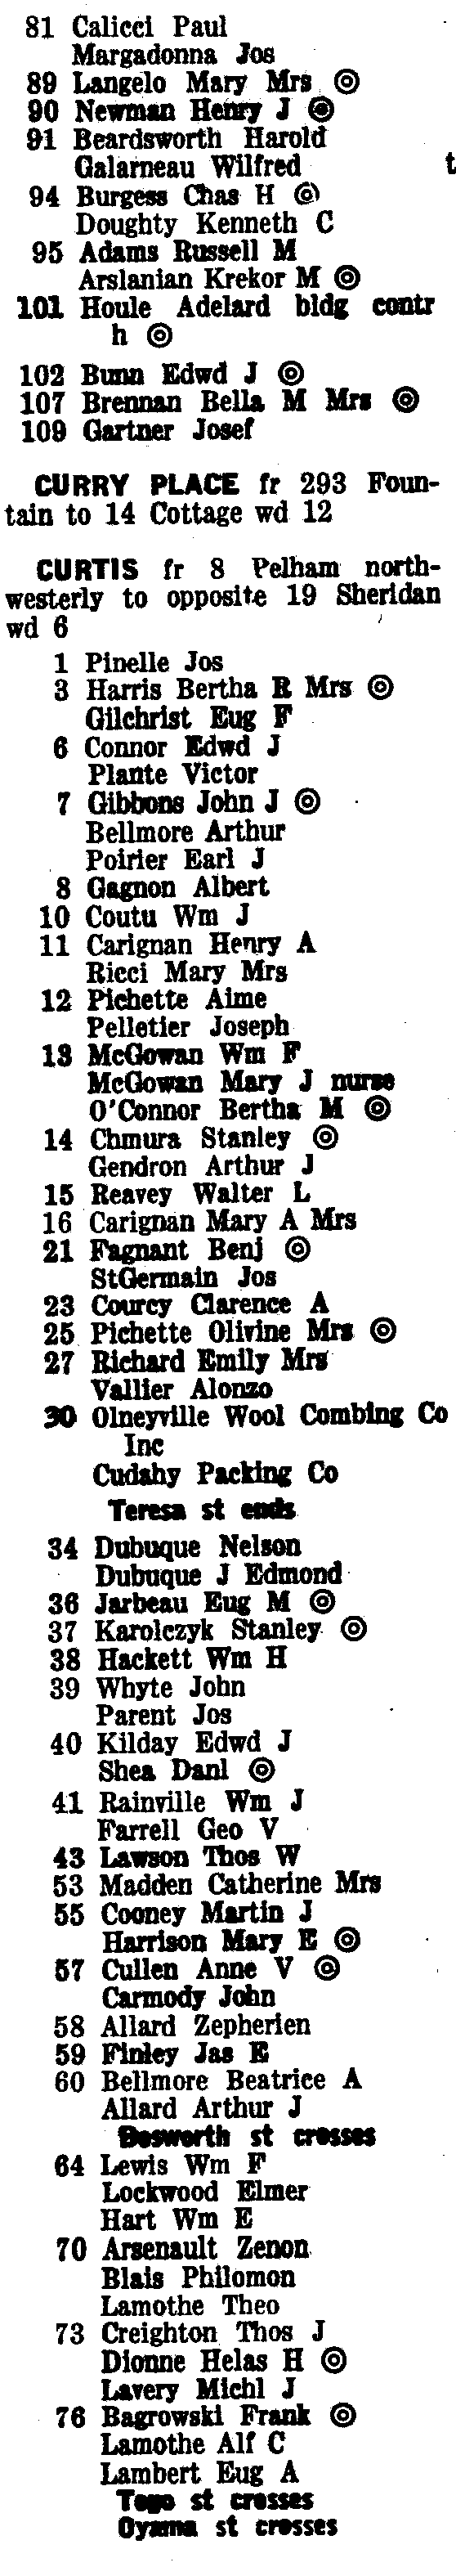 81 Calicci Paul
Margadonna Jos
89 Langelo Mary Mrs ◎
90 Newman Henry J ◎
91 Beardsworth Harold
Galarneau Wilfred
t
94 Burgess Chas H ◎
Doughty Kenneth C
95 Adams Russell M
Arslanian Krekor M ◎
101 Houle Adelard bldg contr
h ◎
102 Bunn Edwd J ◎
107 Brennan Bella M Mrs ◎
109 Gartner Josef
CURRY PLACE fr 293 Foun-
tain to 14 Cottage wd 12
CURTIS fr 8 Pelham north-
westerly to opposite 19 Sheridan
wd 6
1 Pinelle Jos
3 Harris Bertha R Mrs ◎
Gilchrist Eug F
6 Connor Edwd J
Plante Victor
7 Gibbons John J ◎
Bellmore Arthur
Poirier Earl J
8 Gagnon Albert
10 Coutu Wm J
11 Carignan Henry A
Ricci Mary Mrs
12 Pichette Aime
Pelletier Joseph
13 McGowan Wm F
McGowan Mary J nurse
O'Connor Bertha M ◎
14 Chmura Stanley ◎
Gendron Arthur J
15 Reavey Walter L
16 Carignan Mary A Mrs
21 Fagnant Benj ◎
StGermain Jos
23 Courcy Clarence A
25 Pichette Olivine Mrs ◎
27 Richard Emily Mrs
Vallier Alonzo
30 Olneyville Wool Combing Co
Inc
Cudahy Packing Co
Teresa st ends
34 Dubuque Nelson
Dubuque J Edmond
36 Jarbeau Eug M ◎
37 Karolczyk Stanley ◎
38 Hackett Wm H
39 Whyte John
Parent Jos
40 Kilday Edwd J
Shea Danl ◎
41 Rainville Wm J
Farrell Geo V
43 Lawson Thos W
53 Madden Catherine Mrs
55 Cooney Martin J
Harrison Mary E ◎
57 Cullen Anne V ◎
Carmody John
58 Allard Zepherien
59 Finley Jas E
60 Bellmore Beatrice A
Allard Arthur J
Bosworth st crosses
64 Lewis Wm F
Lockwood Elmer
Hart Wm E
70 Arsenault Zenon
Blais Philomon
Lamothe Theo
73 Creighton Thos J
Dionne Helas H ◎
Lavery Michl J
76 Bagrowski Frank ◎
Lamothe Alf C
Lambert Eug A
Togo st crosses
Oyama st crosses